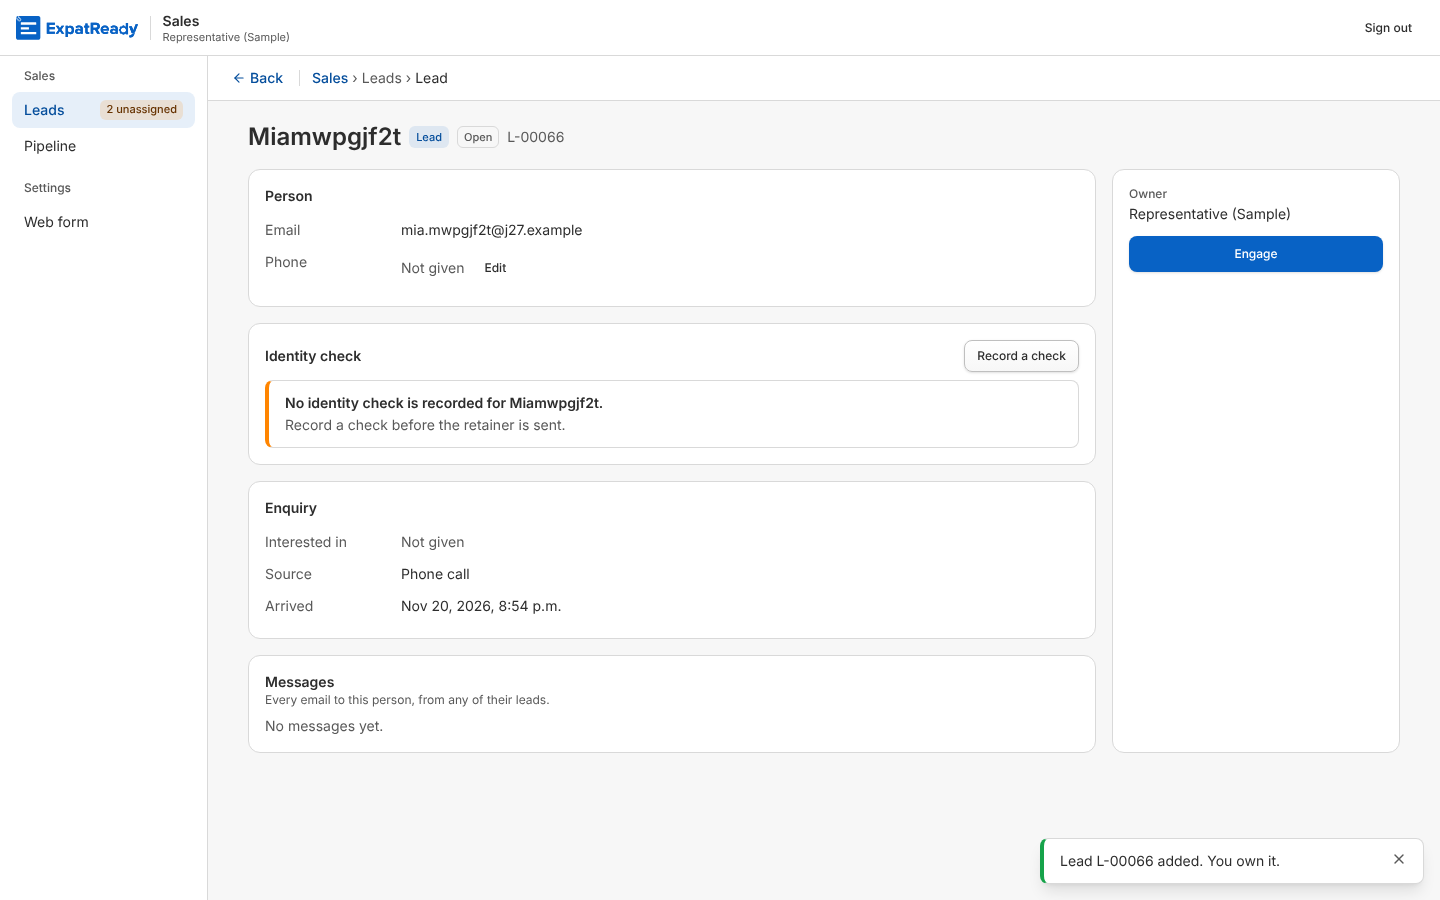 ExpatReady
Sales
Representative (Sample)
Sign out
Sales
Leads
2 unassigned
Pipeline
Settings
Web form
← Back
Sales › Leads › Lead
Miamwpgjf2t Lead Open L-00066
Person
Email mia.mwpgjf2t@j27.example
Phone Not given Edit
Identity check
Record a check
No identity check is recorded for Miamwpgjf2t.
Record a check before the retainer is sent.
Enquiry
Interested in Not given
Source Phone call
Arrived Nov 20, 2026, 8:54 p.m.
Messages
Every email to this person, from any of their leads.
No messages yet.
Owner
Representative (Sample)
Engage
Lead L-00066 added. You own it.